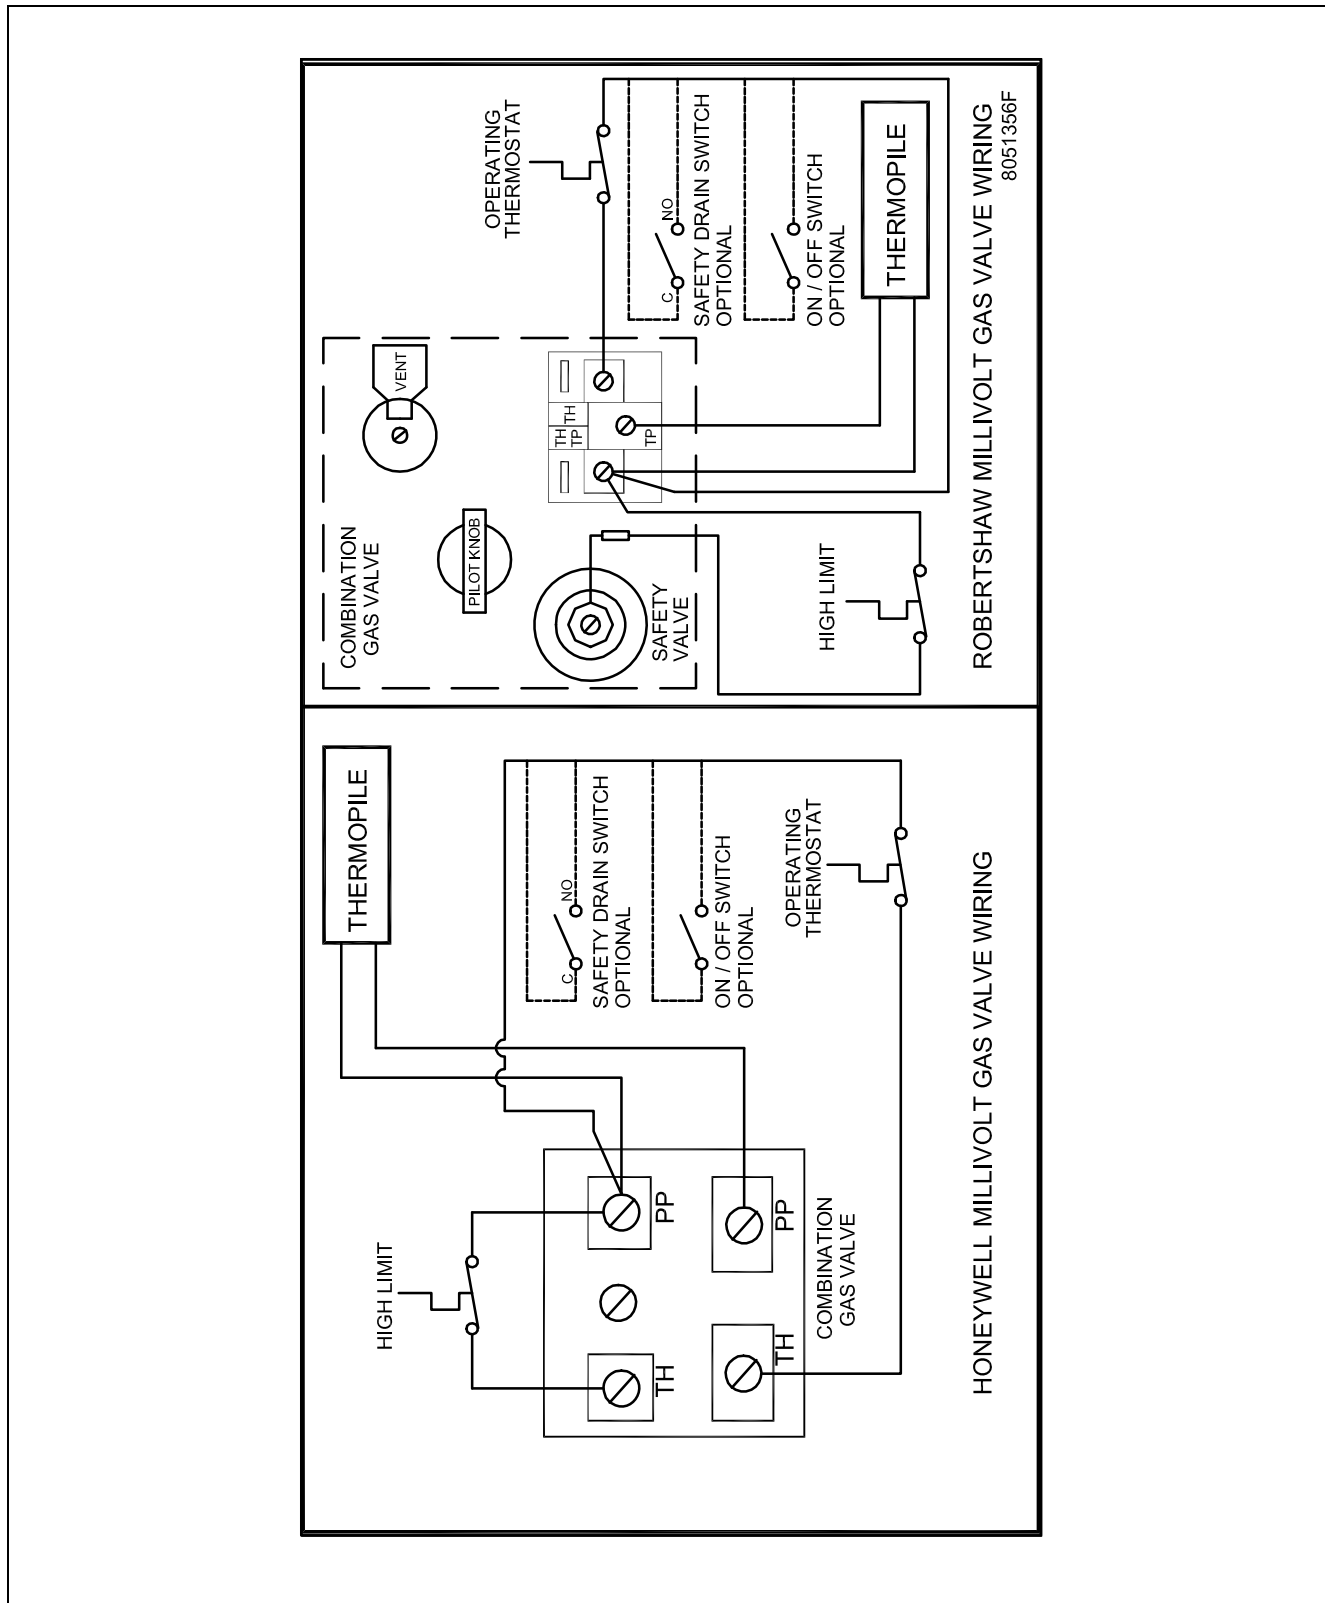 THERMOPILE
HIGH LIMIT
TH
PP
TH
PP
COMBINATION
GAS VALVE
C
NO
SAFETY DRAIN SWITCH
OPTIONAL
ON / OFF SWITCH
OPTIONAL
OPERATING
THERMOSTAT
HONEYWELL MILLIVOLT GAS VALVE WIRING
COMBINATION
GAS VALVE
VENT
PILOT KNOB
SAFETY
VALVE
TH
TP
TH
TP
OPERATING
THERMOSTAT
C
NO
SAFETY DRAIN SWITCH
OPTIONAL
ON / OFF SWITCH
OPTIONAL
THERMOPILE
HIGH LIMIT
ROBERTSHAW MILLIVOLT GAS VALVE WIRING
8051356F